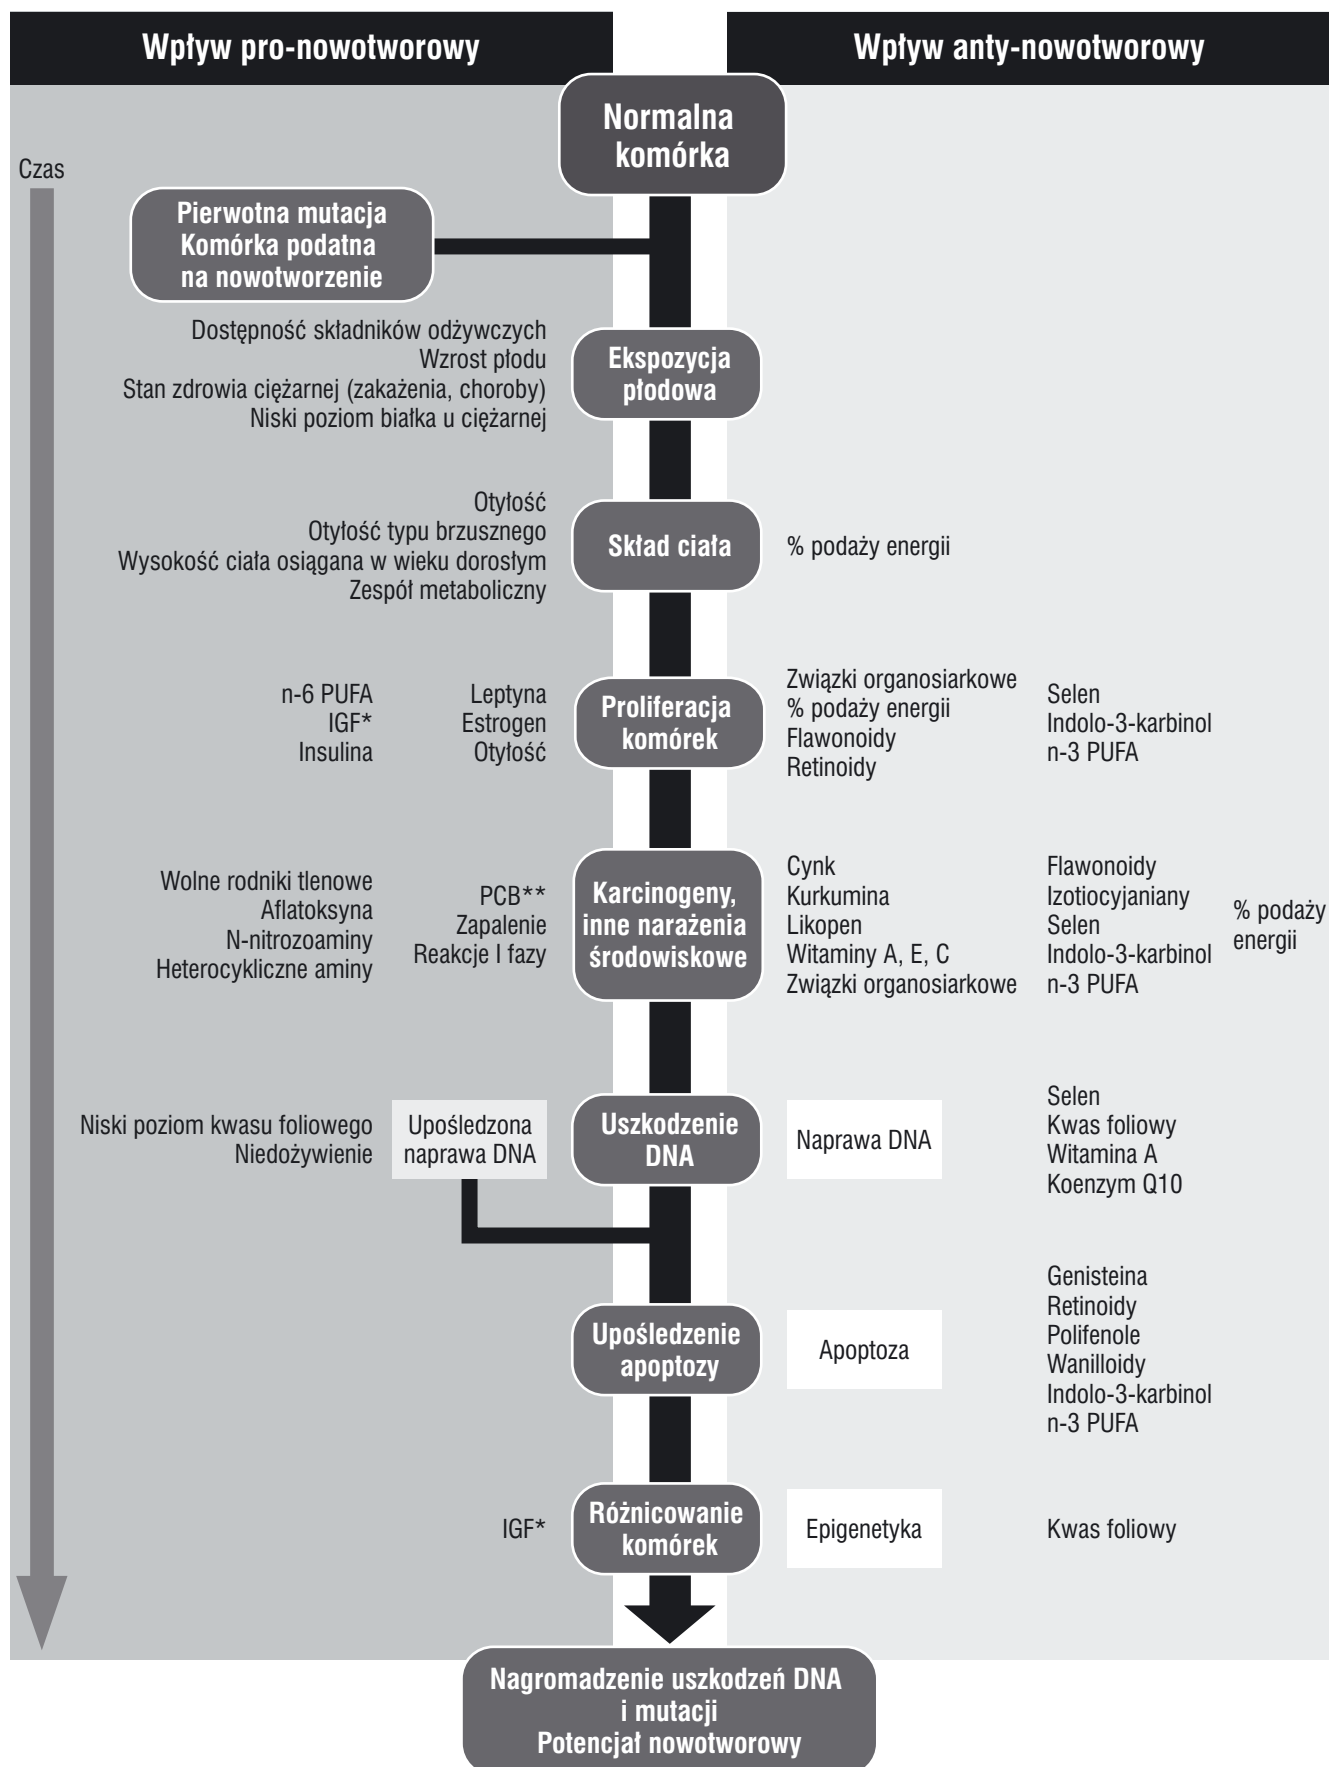 Wpływ pro-nowotworowy
Wpływ anty-nowotworowy
Normalna
komórka
Czas
Pierwotna mutacja
Komórka podatna
na nowotworzenie
Dostępność składników odżywczych
Wzrost płodu
Stan zdrowia ciężarnej (zakażenia, choroby)
Niski poziom białka u ciężarnej
Ekspozycja
płodowa
Otyłość
Otyłość typu brzusznego
Wysokość ciała osiągana w wieku dorosłym
Zespół metaboliczny
Skład ciała
% podaży energii
n-6 PUFA
IGF*
Insulina
Leptyna
Estrogen
Otyłość
Proliferacja
komórek
Związki organosiarkowe
% podaży energii
Flawonoidy
Retinoidy
Selen
Indolo-3-karbinol
n-3 PUFA
Wolne rodniki tlenowe
Aflatoksyna
N-nitrozoaminy
Heterocykliczne aminy
PCB**
Zapalenie
Reakcje I fazy
Karcinogeny,
inne narażenia
środowiskowe
Cynk
Kurkumina
Likopen
Witaminy A, E, C
Związki organosiarkowe
Flawonoidy
Izotiocyjaniany
Selen
Indolo-3-karbinol
n-3 PUFA
% podaży
energii
Niski poziom kwasu foliowego
Niedożywienie
Upośledzona
naprawa DNA
Uszkodzenie
DNA
Naprawa DNA
Selen
Kwas foliowy
Witamina A
Koenzym Q10
Upośledzenie
apoptozy
Apoptoza
Genisteina
Retinoidy
Polifenole
Wanilloidy
Indolo-3-karbinol
n-3 PUFA
IGF*
Różnicowanie
komórek
Epigenetyka
Kwas foliowy
Nagromadzenie uszkodzeń DNA
i mutacji
Potencjał nowotworowy